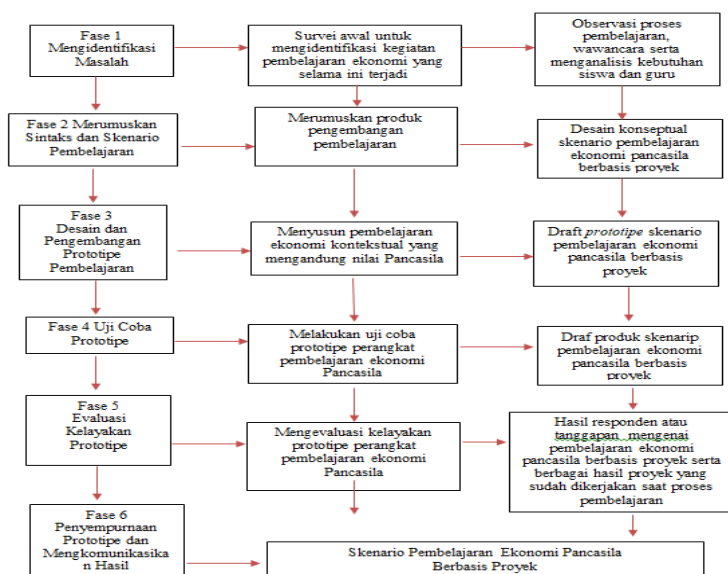 Fase 1
Mengidentifikasi
Masalah
Survei awal untuk
mengidentifikasi kegiatan
pembelajaran ekonomi yang
selama ini terjadi
Observasi proses
pembelajaran,
wawancara serta
menganalisis kebutuhan
siswa dan guru
Fase 2 Merumuskan
Sintaks dan Skenario
Pembelajaran
Merumuskan produk
pengembangan
pembelajaran
Desain konseptual
skenario pembelajaran
ekonomi pancasila
berbasis proyek
Fase 3
Desain dan
Pengembangan
Prototipe
Pembelajaran
Menyusun pembelajaran
ekonomi kontekstual yang
mengandung nilai Pancasila
Draft prototipe skenario
pembelajaran ekonomi
pancasila berbasis
proyek
Fase 4 Uji Coba
Prototipe
Melakukan uji coba
prototipe perangkat
pembelajaran ekonomi
Pancasila
Draf produk skenarip
pembelajaran ekonomi
pancasila berbasis
proyek
Fase 5
Evaluasi
Kelayakan
Prototipe
Mengevaluasi kelayakan
prototipe perangkat
pembelajaran ekonomi
Pancasila
Hasil responden atau
tanggapan mengenai
pembelajaran ekonomi
pancasila berbasis proyek serta
berbagai hasil proyek yang
sudah dikerjakan saat proses
pembelajaran
Fase 6
Penyempurnaan
Prototipe dan
Mengkomunikasika
n Hasil
Skenario Pembelajaran Ekonomi Pancasila
Berbasis Proyek